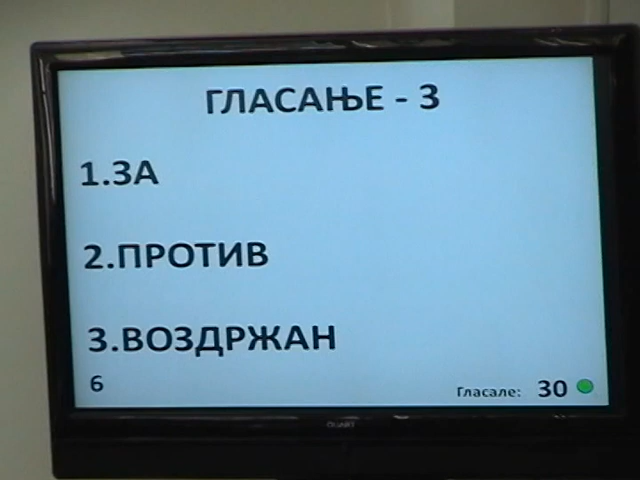 ГЛАСАЊЕ - 3
1.ЗА
2.ПРОТИВ
3.ВОЗДРЖАН
6
Гласале: 30